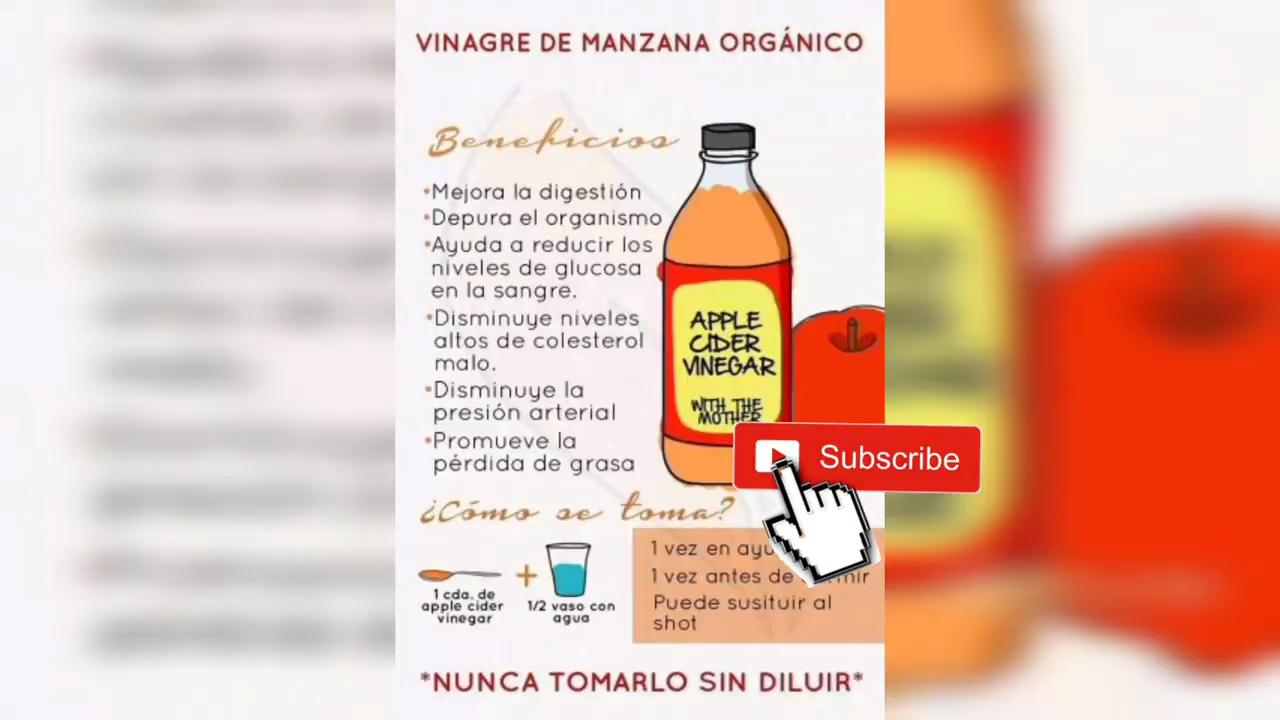 VINAGRE DE MANZANA ORGÁNICO
Beneficios
•Mejora la digestión
•Depura el organismo
•Ayuda a reducir los
niveles de glucosa
en la sangre.
•Disminuye niveles
altos de colesterol
malo.
•Disminuye la
presión arterial
•Promueve la
pérdida de grasa
APPLE
CIDER
VINEGAR
WITH THE
MOTHER
Subscribe
¿Cómo se toma?
1 cda. de
apple cider
vinegar
+
1/2 vaso con
agua
1 vez en
1 vez antes de
Puede susituir al
shot
*NUNCA TOMARLO SIN DILUIR*